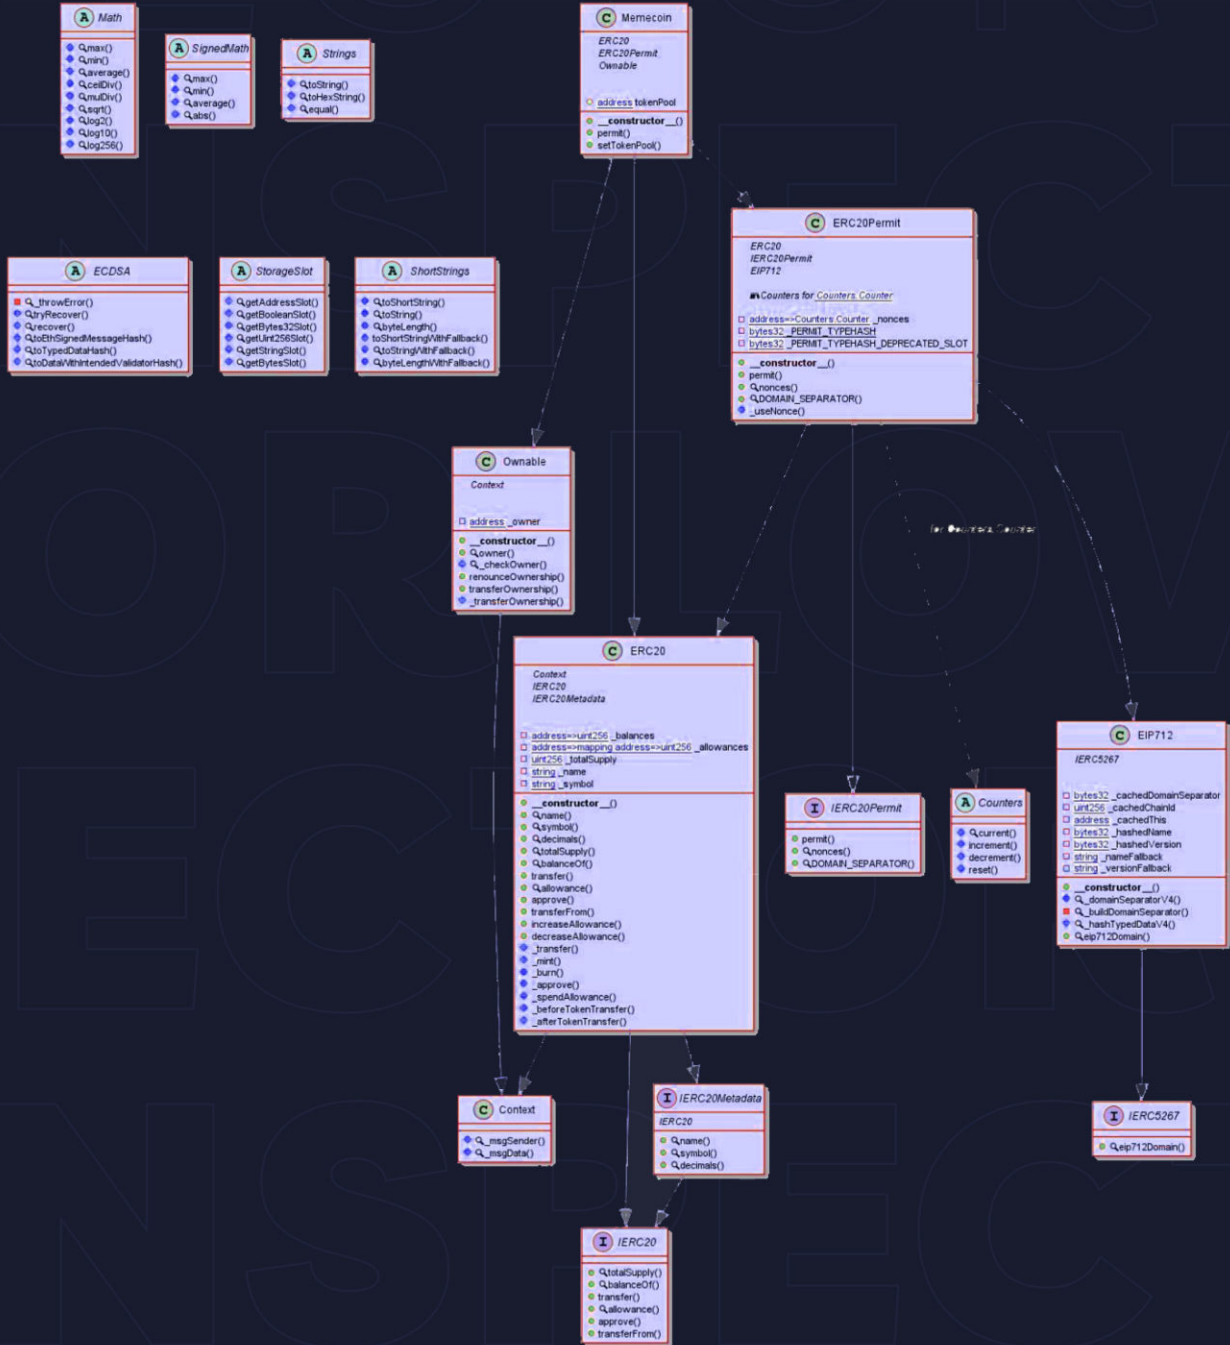 A Math
max()
min()
average()
ceilDiv()
mulDiv()
sqrt()
log2()
log10()
log256()
A SignedMath
max()
min()
average()
abs()
A Strings
toString()
toHexString()
equal()
C Memecoin
ERC20
ERC20Permit
Ownable
address tokenPool
__constructor__()
permit()
setTokenPool()
C ERC20Permit
ERC20
IERC20Permit
EIP712
Counters for Counters.Counter
address=>Counters.Counter _nonces
bytes32 _PERMIT_TYPEHASH
bytes32 _PERMIT_TYPEHASH_DEPRECATED_SLOT
__constructor__()
permit()
nonces()
DOMAIN_SEPARATOR()
_useNonce()
A ECDSA
_throwError()
tryRecover()
recover()
toEthSignedMessageHash()
toTypedDataHash()
toDataWithIntendedValidatorHash()
A StorageSlot
getAddressSlot()
getBooleanSlot()
getBytes32Slot()
getUint256Slot()
getStringSlot()
getBytesSlot()
A ShortStrings
toShortString()
toString()
byteLength()
toShortStringWithFallback()
toStringWithFallback()
byteLengthWithFallback()
C Ownable
Context
address _owner
__constructor__()
owner()
_checkOwner()
renounceOwnership()
transferOwnership()
_transferOwnership()
for Counters.Counter
C ERC20
Context
IERC20
IERC20Metadata
address=>uint256 _balances
address=>mapping address=>uint256 _allowances
uint256 _totalSupply
string _name
string _symbol
__constructor__()
name()
symbol()
decimals()
totalSupply()
balanceOf()
transfer()
allowance()
approve()
transferFrom()
increaseAllowance()
decreaseAllowance()
_transfer()
_mint()
_burn()
_approve()
_spendAllowance()
_beforeTokenTransfer()
_afterTokenTransfer()
I IERC20Permit
permit()
nonces()
DOMAIN_SEPARATOR()
A Counters
current()
increment()
decrement()
reset()
C EIP712
IERC5267
bytes32 _cachedDomainSeparator
uint256 _cachedChainId
address _cachedThis
bytes32 _hashedName
bytes32 _hashedVersion
string _nameFallback
string _versionFallback
__constructor__()
_domainSeparatorV4()
_buildDomainSeparator()
_hashTypedDataV4()
eip712Domain()
C Context
_msgSender()
_msgData()
I IERC20Metadata
IERC20
name()
symbol()
decimals()
I IERC5267
eip712Domain()
I IERC20
totalSupply()
balanceOf()
transfer()
allowance()
approve()
transferFrom()